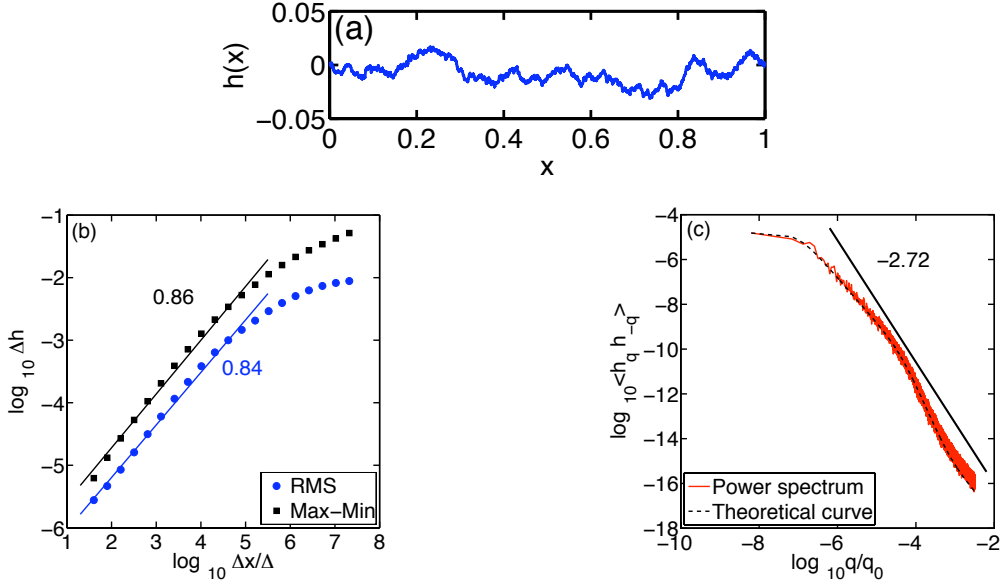 (a)
0.05
0
−0.05
h(x)
0 0.2 0.4 0.6 0.8 1
x
(b)
−1
−2
−3
−4
−5
−6
log 10 Δh
0.86
0.84
RMS
Max−Min
1 2 3 4 5 6 7 8
log 10 Δx/Δ
(c)
−4
−6
−8
−10
−12
−14
−16
−18
log 10<hq h−q>
−2.72
Power spectrum
Theoretical curve
−10 −8 −6 −4 −2
log 10q/q0